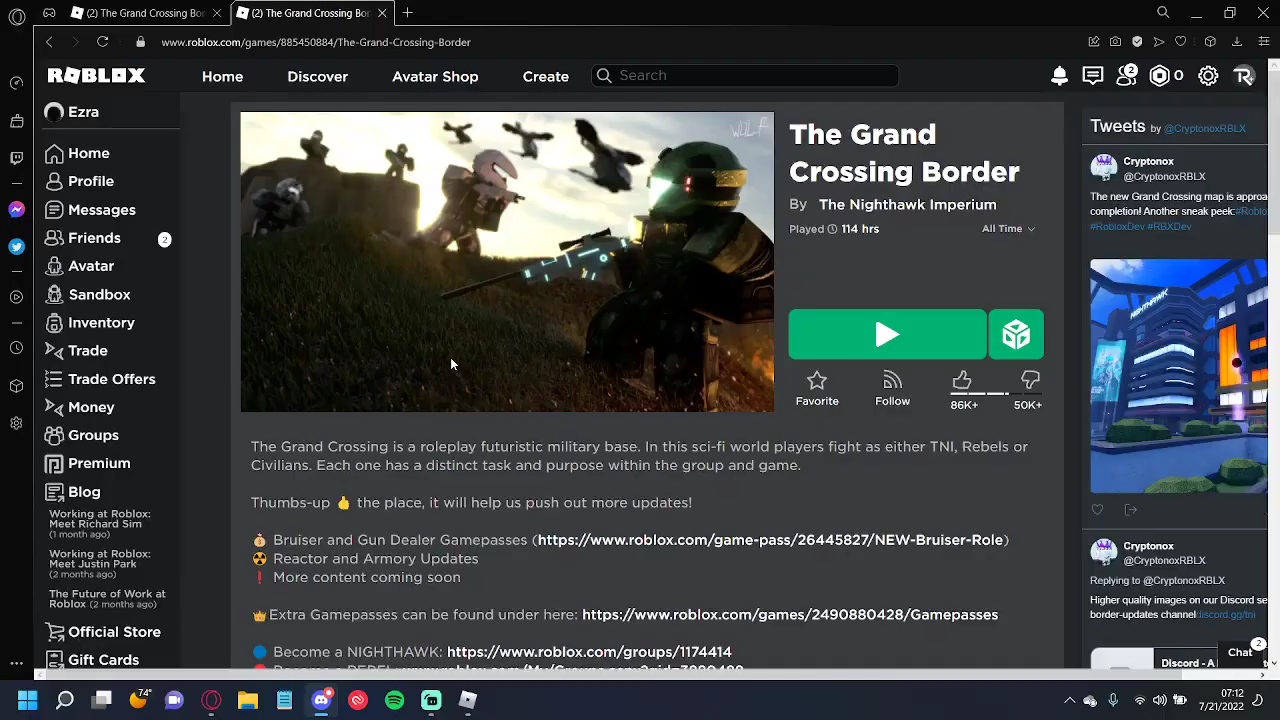 (2) The Grand Crossing Bor
(2) The Grand Crossing Bor
www.roblox.com/games/885450884/The-Grand-Crossing-Border
ROBLOX
Home
Discover
Avatar Shop
Create
Search
2
0
Ezra
Home
Profile
Messages
Friends
2
Avatar
Sandbox
Inventory
Trade
Trade Offers
Money
Groups
Premium
Blog
Working at Roblox:
Meet Richard Sim
(1 month ago)
Working at Roblox:
Meet Justin Park
(2 months ago)
The Future of Work at
Roblox (2 months ago)
Official Store
Gift Cards
WULF
The Grand
Crossing Border
By The Nighthawk Imperium
Played 114 hrs
All Time
Favorite
Follow
86K+
50K+
The Grand Crossing is a roleplay futuristic military base. In this sci-fi world players fight as either TNI, Rebels or
Civilians. Each one has a distinct task and purpose within the group and game.
Thumbs-up 👍 the place, it will help us push out more updates!
💰 Bruiser and Gun Dealer Gamepasses (https://www.roblox.com/game-pass/26445827/NEW-Bruiser-Role)
☢️ Reactor and Armory Updates
❗ More content coming soon
👑Extra Gamepasses can be found under here: https://www.roblox.com/games/2490880428/Gamepasses
🔵 Become a NIGHTHAWK: https://www.roblox.com/groups/1174414
Tweets by @CryptonoxRBLX
Cryptonox
@CryptonoxRBLX
The new Grand Crossing map is approa
completion! Another sneak peek: #Roblo
#RobloxDev #RBXDev
NIGHTHAWK
Cryptonox
@CryptonoxRBLX
Replying to @CryptonoxRBLX
Higher quality images on our Discord se
border-updates channel discord.gg/tni
Discord - A
Chat
2
74°
07:12
7/21/2022